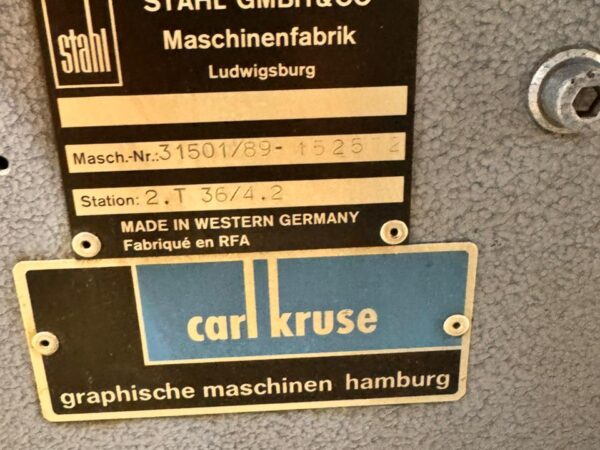 STAHL GMBH & CO
Maschinenfabrik
stahl
Ludwigsburg
Masch.-Nr.: 31501/89- 152512
Station: 2.T 36/4.2
MADE IN WESTERN GERMANY
Fabriqué en RFA
carl kruse
graphische maschinen hamburg